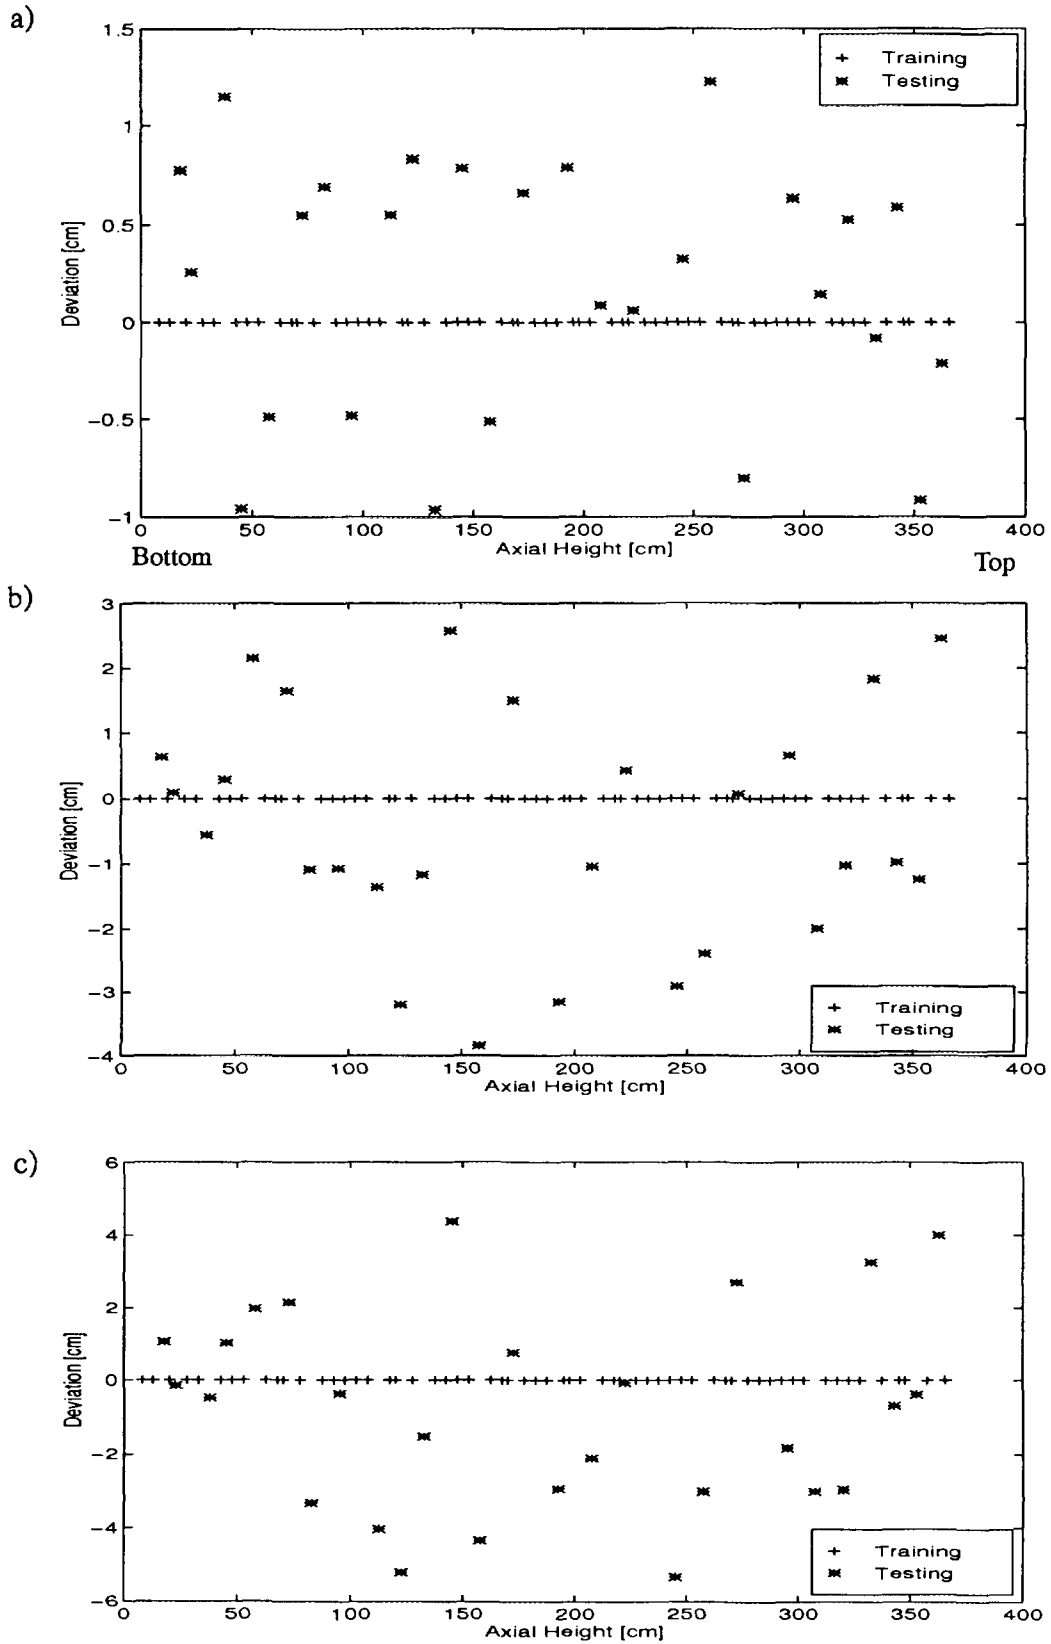 a)
1.5
1
0.5
0
−0.5
−1
Deviation [cm]
+ Training
✳ Testing
0 50 100 150 200 250 300 350 400
Axial Height [cm]
Bottom Top
b)
3
2
1
0
−1
−2
−3
−4
Deviation [cm]
+ Training
✳ Testing
0 50 100 150 200 250 300 350 400
Axial Height [cm]
c)
6
4
2
0
−2
−4
−6
Deviation [cm]
+ Training
✳ Testing
0 50 100 150 200 250 300 350 400
Axial Height [cm]